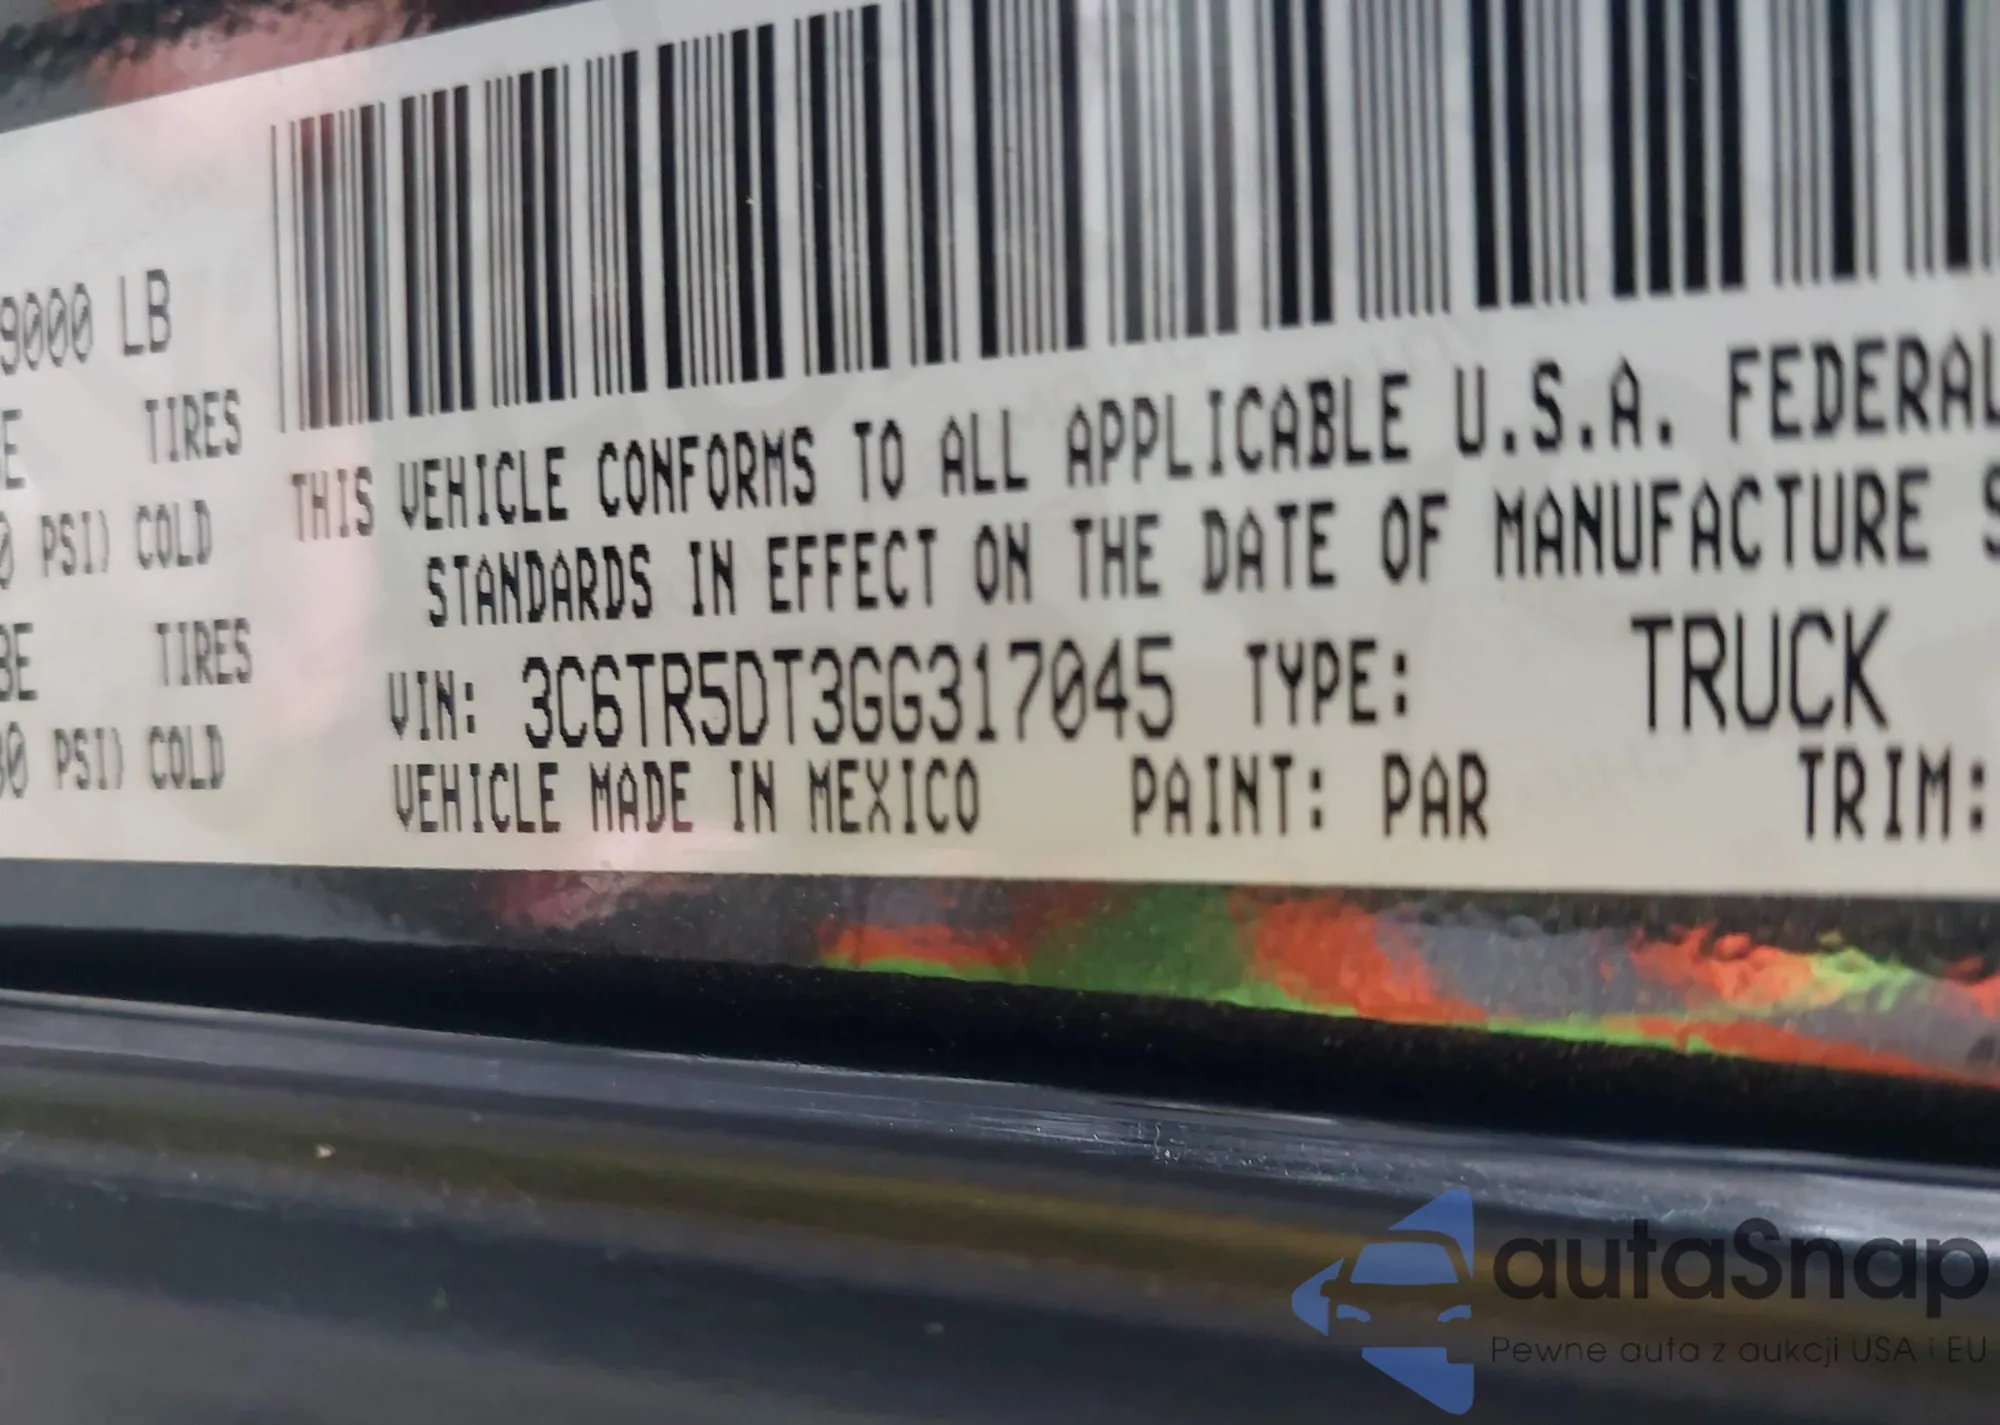 9000 LB
TIRES
PSI) COLD
TIRES
PSI) COLD
THIS VEHICLE CONFORMS TO ALL APPLICABLE U.S.A. FEDERAL
STANDARDS IN EFFECT ON THE DATE OF MANUFACTURE
VIN: 3C6TR5DT3GG317045 TYPE: TRUCK
VEHICLE MADE IN MEXICO PAINT: PAR TRIM:
autaSnap
Pewne auta z aukcji USA i EU